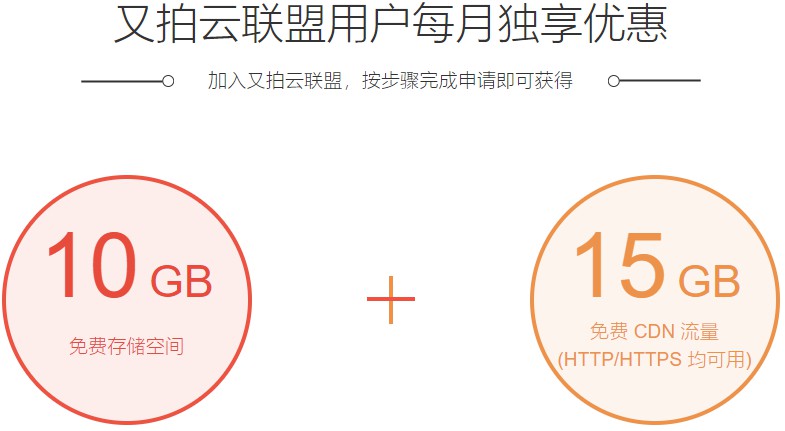 又拍云联盟用户每月独享优惠
加入又拍云联盟，按步骤完成申请即可获得
10 GB
免费存储空间
+
15 GB
免费 CDN 流量
(HTTP/HTTPS 均可用)